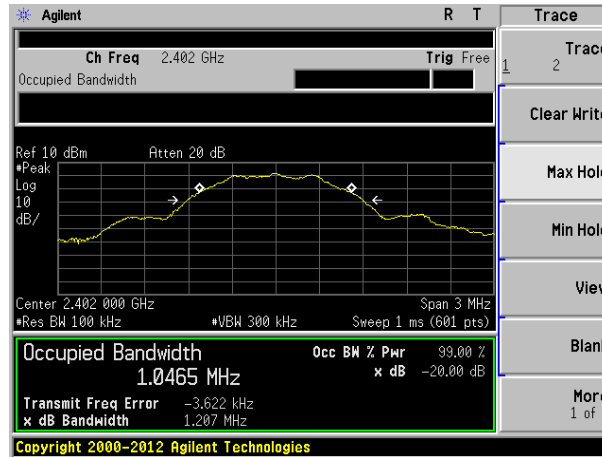 Agilent R T Trace
Ch Freq 2.402 GHz Trig Free
Occupied Bandwidth
Trace
1 2
Clear Write
Max Hold
Min Hold
View
Blank
More
1 of
Ref 10 dBm Atten 20 dB
#Peak
Log
10
dB/
Center 2.402 000 GHz Span 3 MHz
#Res BW 100 kHz #VBW 300 kHz Sweep 1 ms (601 pts)
Occupied Bandwidth Occ BW % Pwr 99.00 %
1.0465 MHz x dB -20.00 dB
Transmit Freq Error -3.622 kHz
x dB Bandwidth 1.207 MHz
Copyright 2000-2012 Agilent Technologies